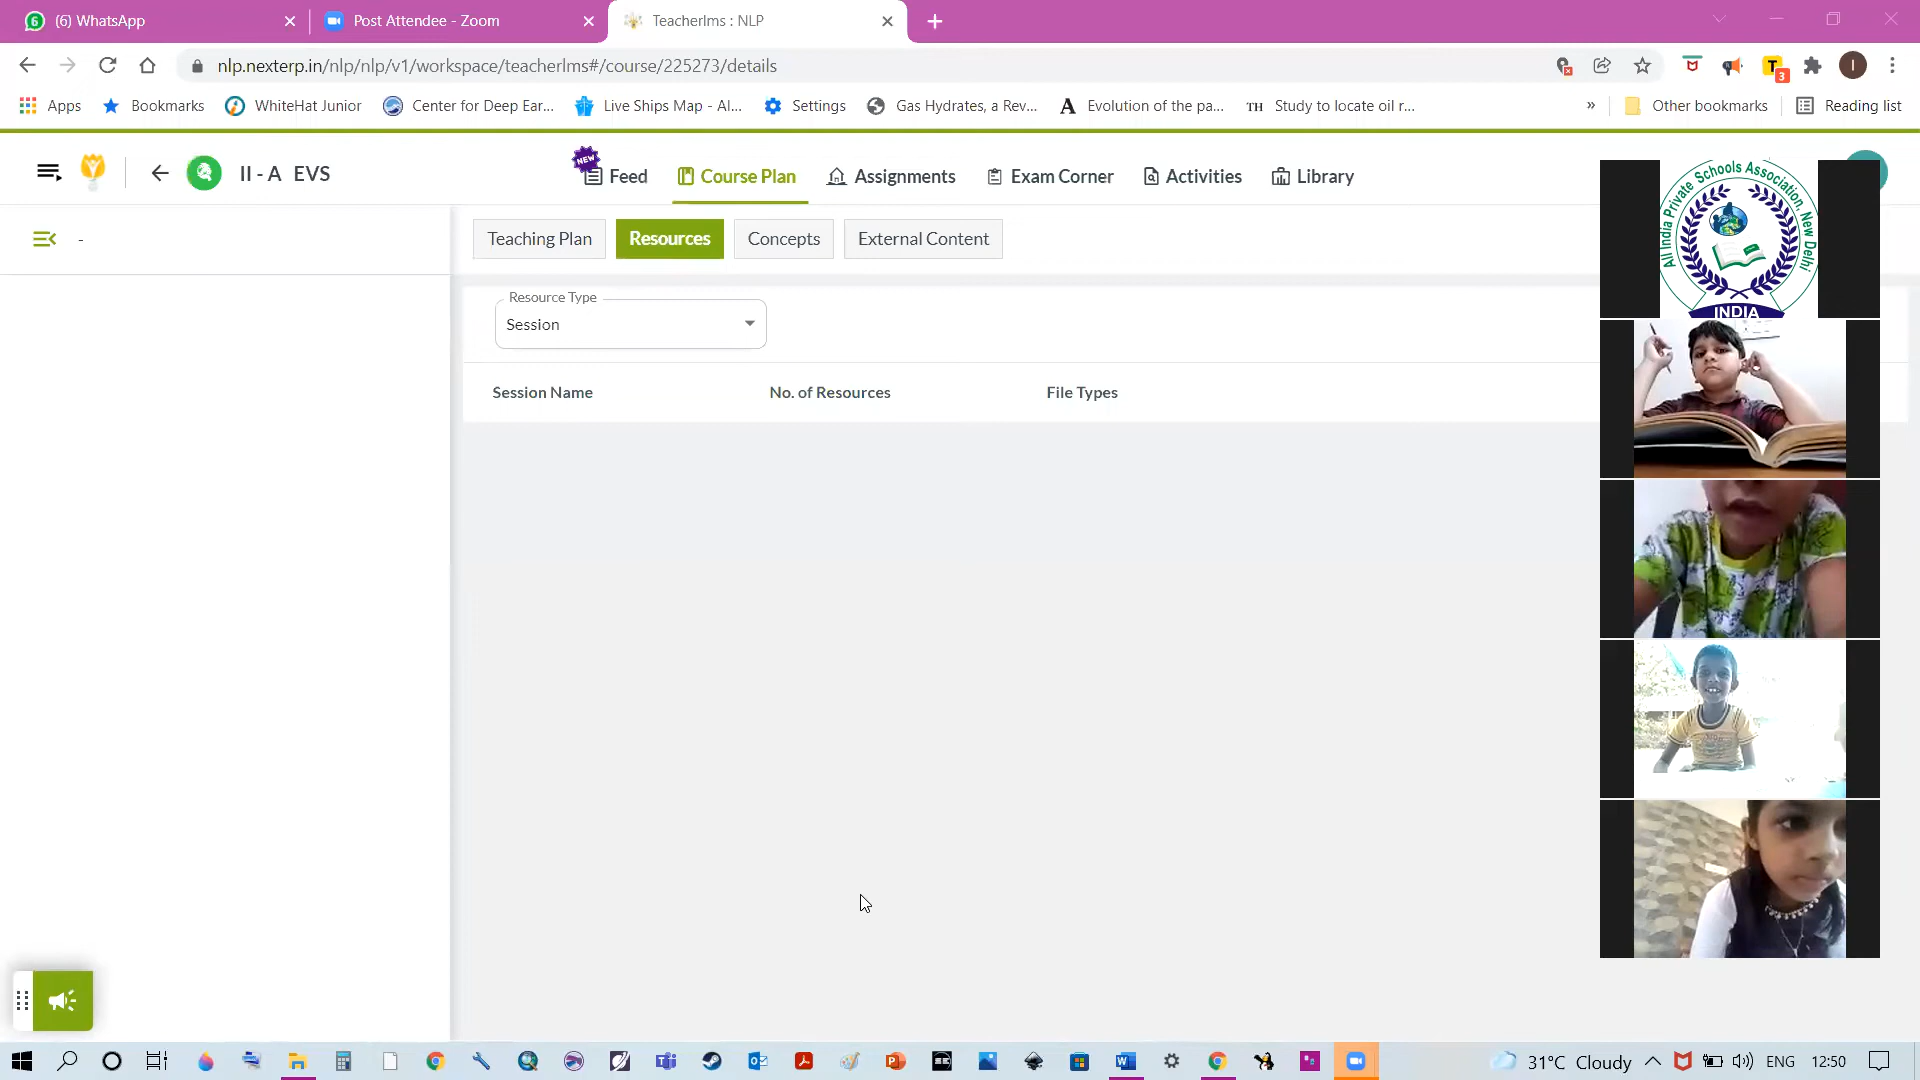 (6) WhatsApp
Post Attendee - Zoom
Teacherlms : NLP
nlp.nexterp.in/nlp/nlp/v1/workspace/teacherlms#/course/225273/details
3
I
Apps
Bookmarks
WhiteHat Junior
Center for Deep Ear...
Live Ships Map - Al...
Settings
Gas Hydrates, a Rev...
A Evolution of the pa...
TH Study to locate oil r...
»
Other bookmarks
Reading list
II - A EVS
NEW
Feed
Course Plan
Assignments
Exam Corner
Activities
Library
-
Teaching Plan
Resources
Concepts
External Content
Resource Type
Session
Session Name
No. of Resources
File Types
All India Private Schools Association, New Delhi
INDIA
31°C Cloudy
ENG
12:50